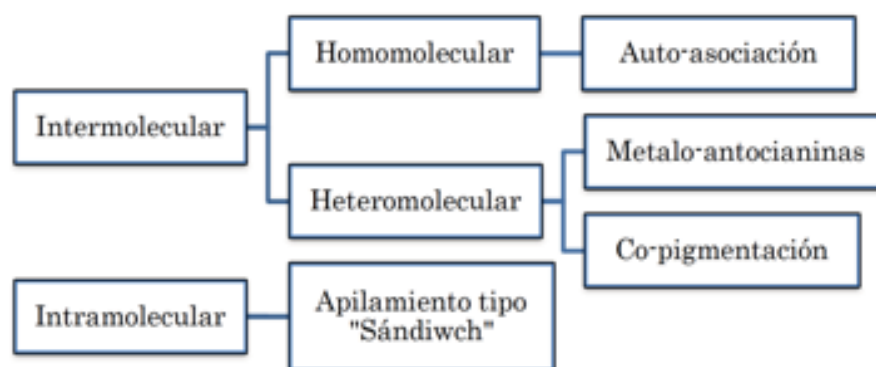 Homomolecular
Auto-asociación
Intermolecular
Metalo-antocianinas
Heteromolecular
Co-pigmentación
Intramolecular
Apilamiento tipo
"Sándiwch"